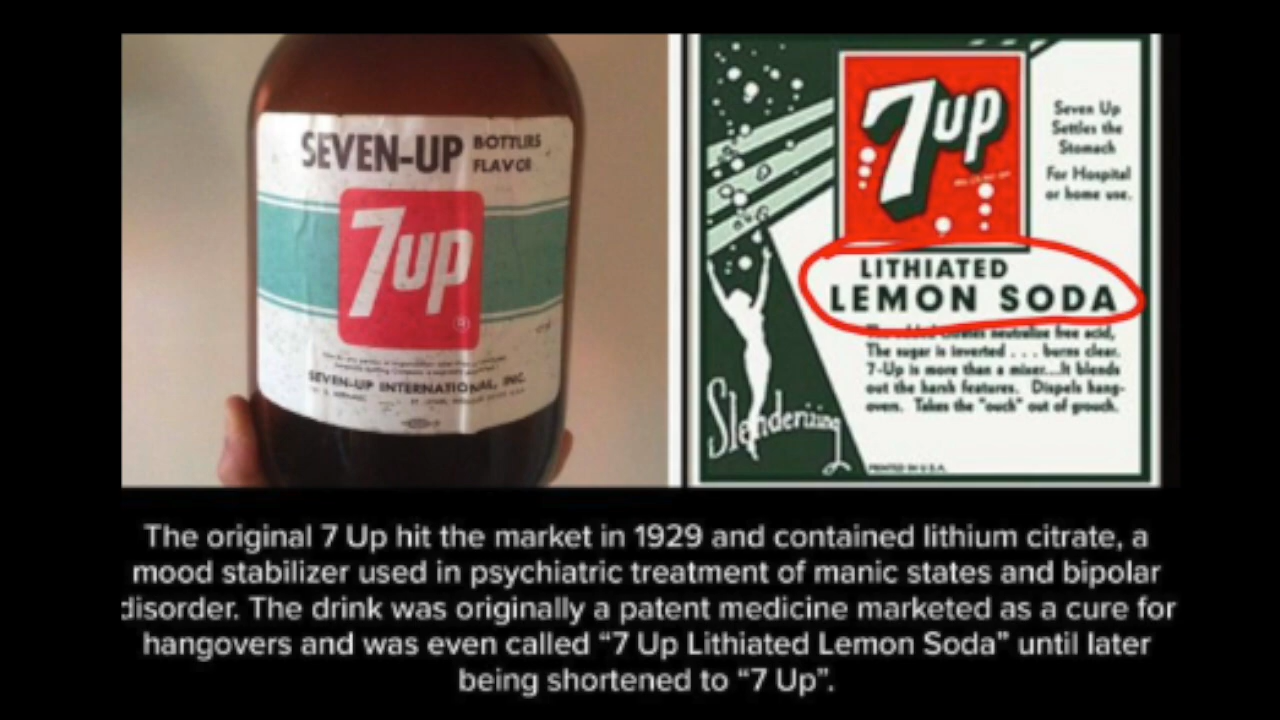 SEVEN-UP BOTTLERS
FLAVOR
7up
SEVEN-UP INTERNATIONAL, INC.
7up
Seven Up
Settles the
Stomach
For Hospital
or home use.
LITHIATED
LEMON SODA
citrates neutralize free acid,
The sugar is inverted . . . burns clear.
7-Up is more than a mixer...It blends
out the harsh features. Dispels hang-
overs. Takes the "ouch" out of grouch.
Slenderizing
PRINTED IN U.S.A.
The original 7 Up hit the market in 1929 and contained lithium citrate, a
mood stabilizer used in psychiatric treatment of manic states and bipolar
disorder. The drink was originally a patent medicine marketed as a cure for
hangovers and was even called “7 Up Lithiated Lemon Soda” until later
being shortened to “7 Up”.